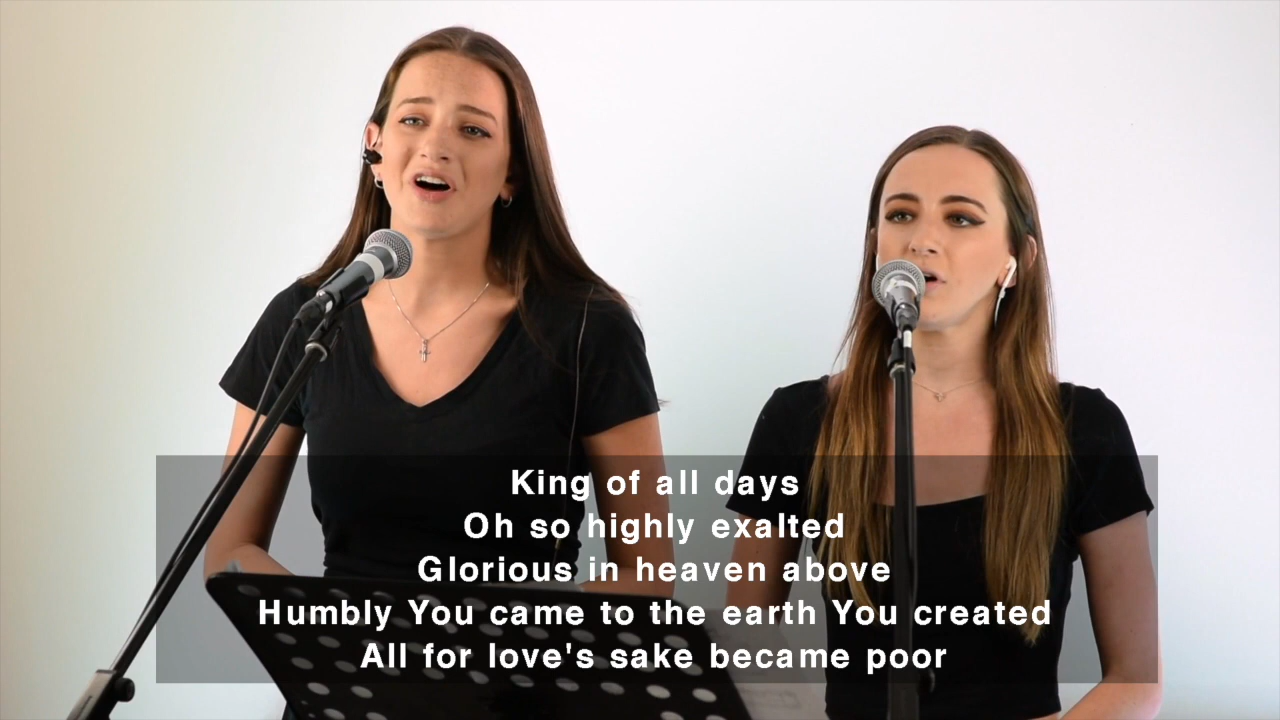 King of all days
Oh so highly exalted
Glorious in heaven above
Humbly You came to the earth You created
All for love's sake became poor